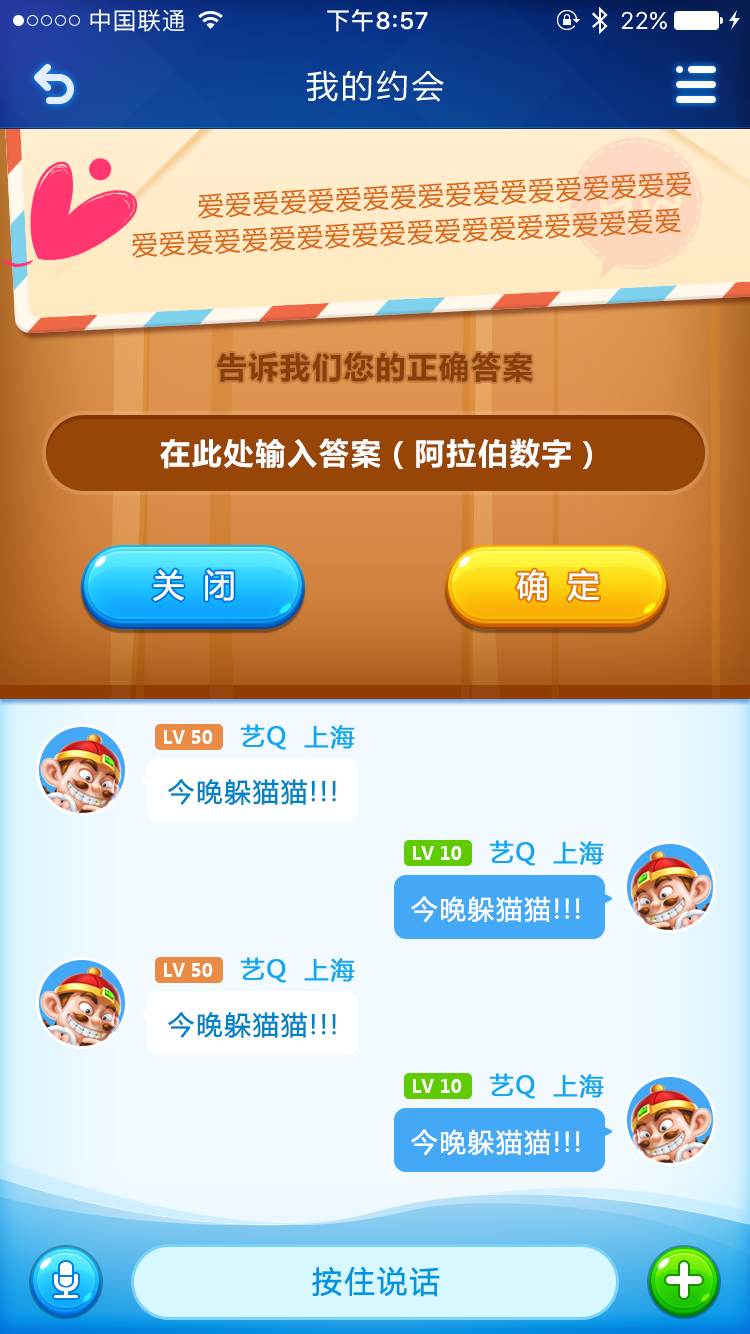 中国联通 下午8:57 22%
我的约会
爱爱爱爱爱爱爱爱爱爱爱爱爱爱爱爱爱爱
爱爱爱爱爱爱爱爱爱爱爱爱爱爱爱爱爱爱爱爱
告诉我们您的正确答案
在此处输入答案（阿拉伯数字）
关 闭 确 定
LV 50 艺Q 上海
今晚躲猫猫!!!
LV 10 艺Q 上海
今晚躲猫猫!!!
LV 50 艺Q 上海
今晚躲猫猫!!!
LV 10 艺Q 上海
今晚躲猫猫!!!
按住说话